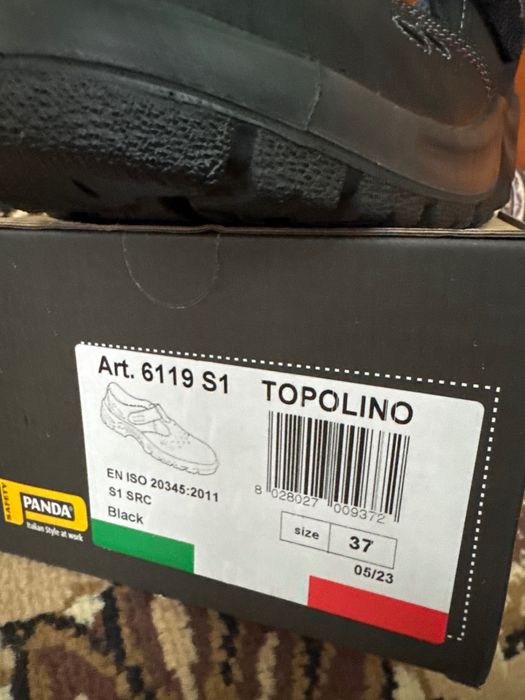 Art. 6119 S1 TOPOLINO
EN ISO 20345:2011
S1 SRC
Black
8 028027 009372
size 37
05/23
SAFETY
PANDA®
Italian Style at work